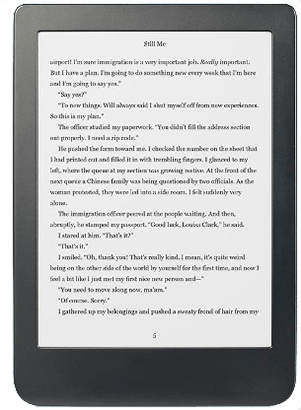 Still Me
airport! I'm sure immigration is a very important job. Really important.
But I have a plan. I'm going to do something new every week that I'm here
and I'm going to say yes."
"Say yes?"
"To new things. Will always said I shut myself off from new experiences.
So this is my plan."
The officer studied my paperwork. "You didn't fill the address section
out properly. I need a zip code."
He pushed the form toward me. I checked the number on the sheet that
I had printed out and filled it in with trembling fingers. I glanced to my
left, where the queue at my section was growing restive. At the front of the
next queue a Chinese family was being questioned by two officials. As the
woman protested, they were led into a side room. I felt suddenly very
alone.
The immigration officer peered at the people waiting. And then,
abruptly, he stamped my passport. "Good luck, Louisa Clark," he said.
I stared at him. "That's it?"
"That's it."
I smiled. "Oh, thank you! That's really kind. I mean, it's quite weird
being on the other side of the world by yourself for the first time, and now I
feel a bit like I just met my first nice new person and—"
"You need to move along now, ma'am."
"Of course. Sorry."
I gathered up my belongings and pushed a sweaty frond of hair from my
5